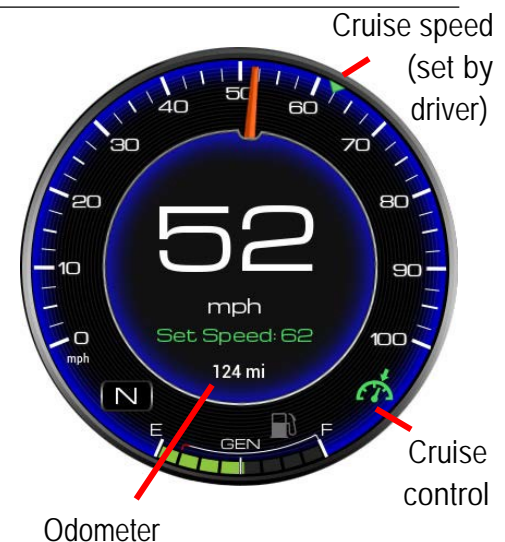 Cruise speed
(set by
driver)
0
10
20
30
40
50
60
70
80
90
100
mph
52
mph
Set Speed: 62
124 mi
N
E
GEN
F
Cruise
control
Odometer